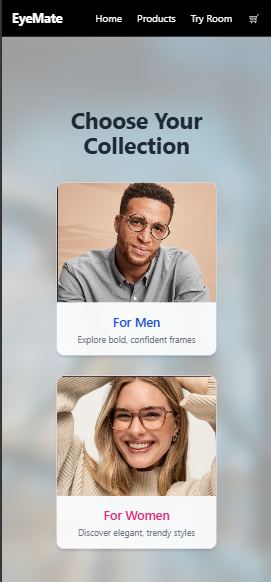 EyeMate Home Products Try Room
Choose Your
Collection
For Men
Explore bold, confident frames
For Women
Discover elegant, trendy styles